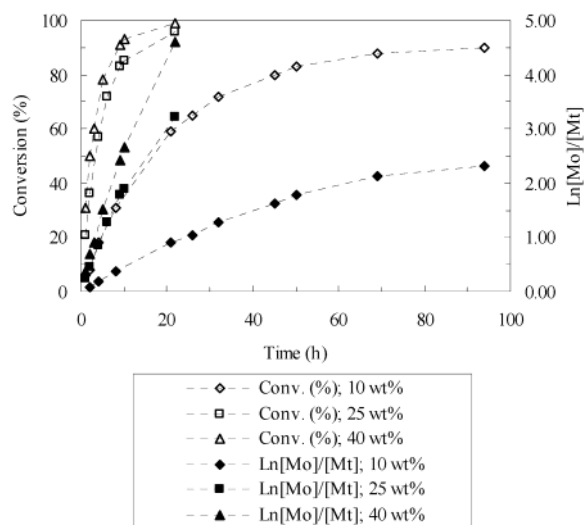 100
80
60
40
20
0
Conversion (%)
5.00
4.00
3.00
2.00
1.00
0.00
Ln[Mo]/[Mt]
0 20 40 60 80 100
Time (h)
Conv. (%); 10 wt%
Conv. (%); 25 wt%
Conv. (%); 40 wt%
Ln[Mo]/[Mt]; 10 wt%
Ln[Mo]/[Mt]; 25 wt%
Ln[Mo]/[Mt]; 40 wt%